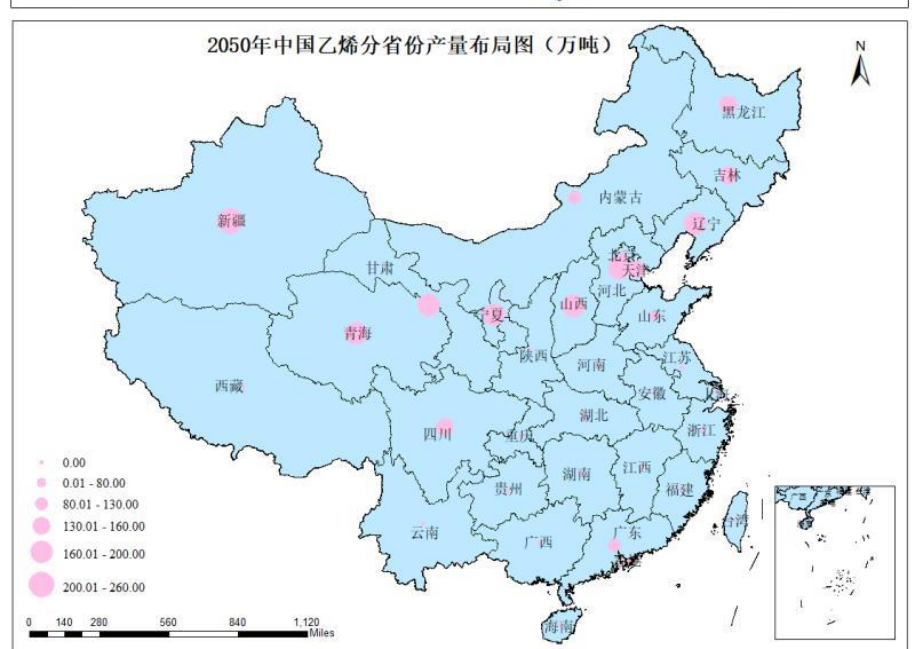 2050年中国乙烯分省份产量布局图（万吨）
N
黑龙江
吉林
内蒙古
辽宁
新疆
北京
天津
甘肃
河北
山西
宁夏
山东
青海
陕西
河南
江苏
西藏
安徽
上海
湖北
浙江
四川
重庆
湖南
江西
贵州
福建
云南
广西
广东
台湾
海南
0.00
0.01 - 80.00
80.01 - 130.00
130.01 - 160.00
160.01 - 200.00
200.01 - 260.00
0 140 280 560 840 1,120
Miles
广西